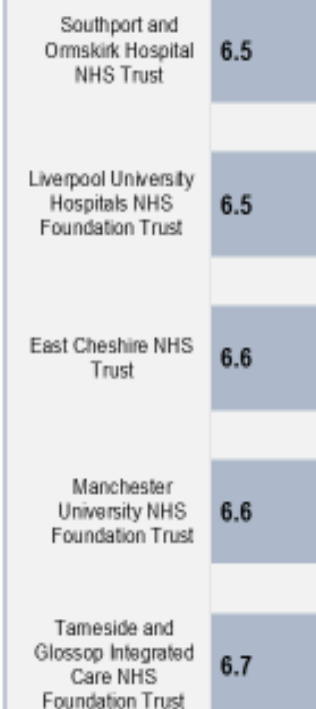 Southport and
Ormskirk Hospital
NHS Trust
6.5
Liverpool University
Hospitals NHS
Foundation Trust
6.5
East Cheshire NHS
Trust
6.6
Manchester
University NHS
Foundation Trust
6.6
Tameside and
Glossop Integrated
Care NHS
Foundation Trust
6.7